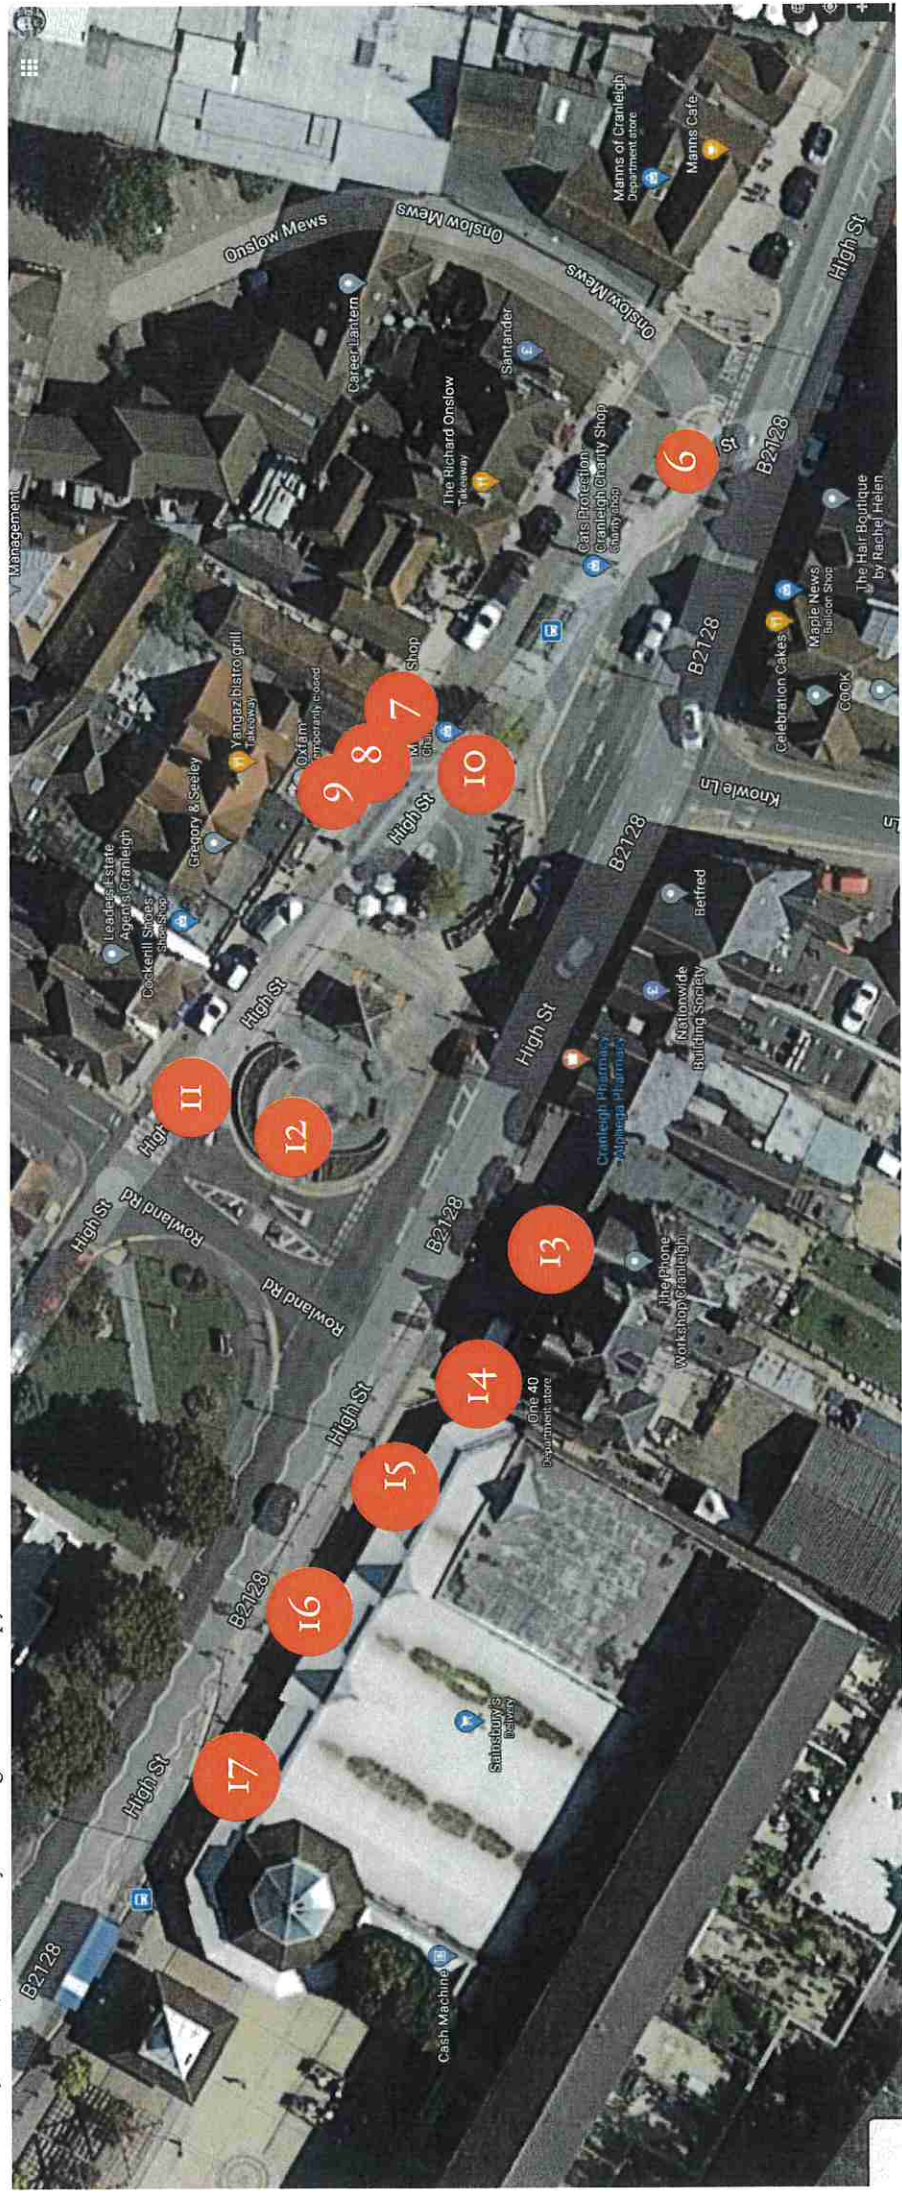 Management
Onslow Mews
Leaders Estate
Agents Cranleigh
Cockerill Shoes
Shoe Shop
Gregory & Seeley
Yangaz bistro grill
Takeaway
Career Lantern
B2128
High St
High St
Rowland Rd
11
High St
Oxfam
9
8
7
Shop
Onslow Mews
17
B2128
16
Rowland Rd
12
High St
10
The Richard Onslow
Takeaway
Santander
Onslow Mews
High St
15
14
B2128
Cats Protection
Cranleigh Charity Shop
Charity shop
Manns of Cranleigh
Department store
Manns Cafe
Cash Machine
Sainsbury's
Delivery
One 40
Department store
13
High St
Cranleigh Pharmacy,
Alphega Pharmacy
B2128
B2128
6
St
B2128
High St
The Phone
Workshop Cranleigh
Nationwide
Building Society
Betfred
Knowle Ln
Celebration Cakes
Maple News
Balloon Shop
COOK
The Hair Boutique
by Rachel Helen
Ln